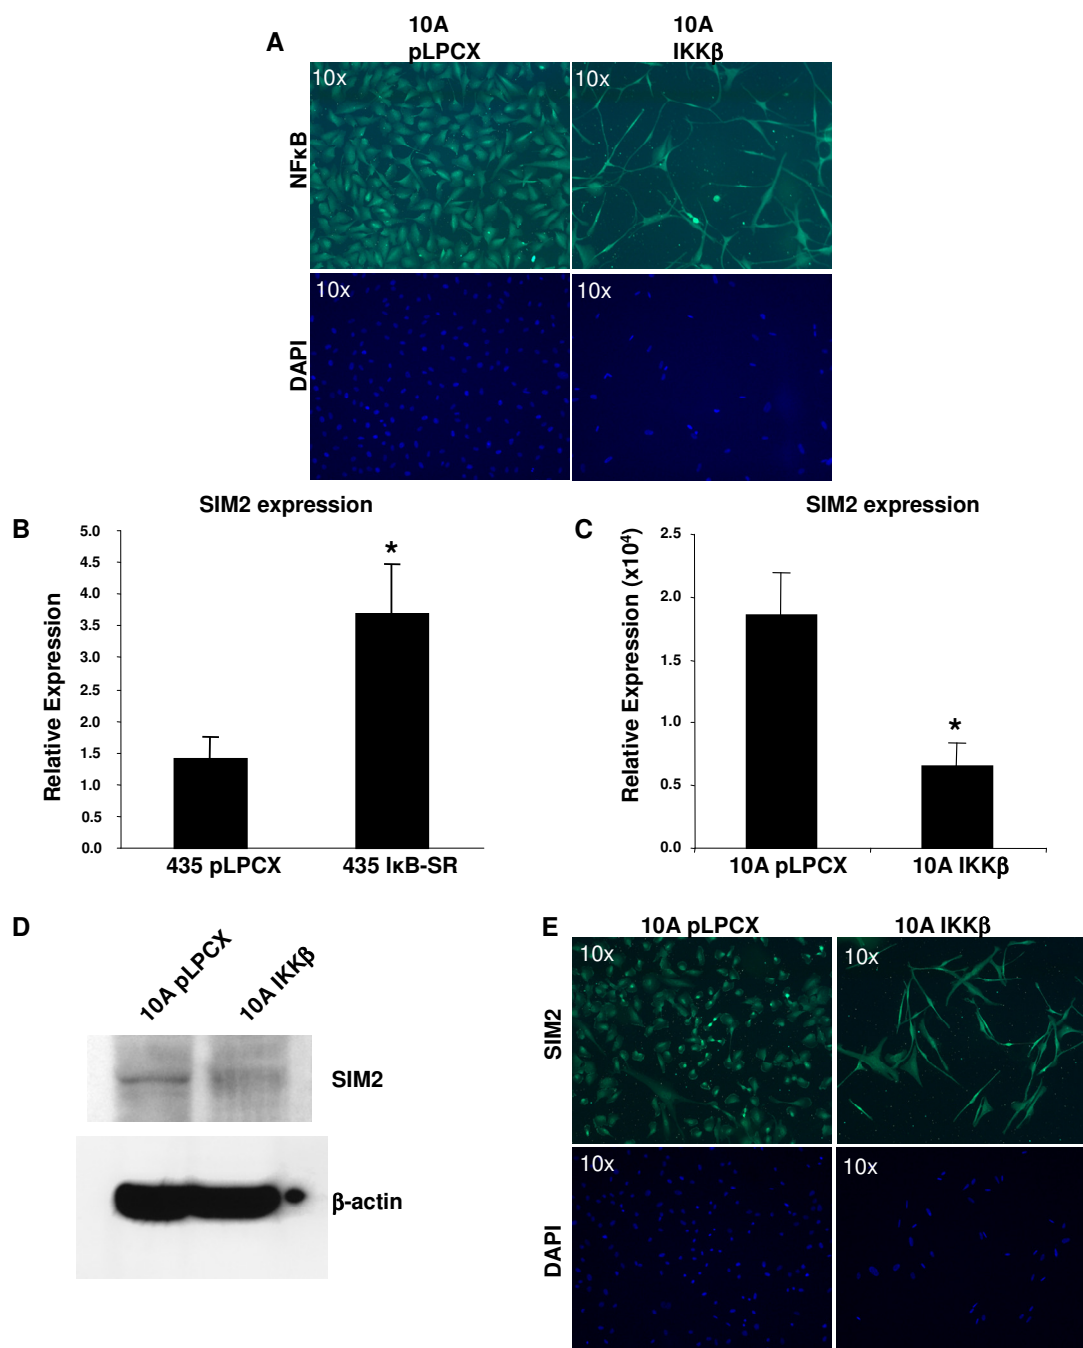 A
10A
pLPCX
10A
IKKβ
NFκB
10x
10x
DAPI
10x
10x
B
SIM2 expression
Relative Expression
5.0
4.5
4.0
3.5
3.0
2.5
2.0
1.5
1.0
0.5
0.0
*
435 pLPCX
435 IκB-SR
C
SIM2 expression
Relative Expression (x10⁴)
2.5
2.0
1.5
1.0
0.5
0.0
*
10A pLPCX
10A IKKβ
D
10A pLPCX
10A IKKβ
SIM2
β-actin
E
10A pLPCX
10A IKKβ
SIM2
10x
10x
DAPI
10x
10x